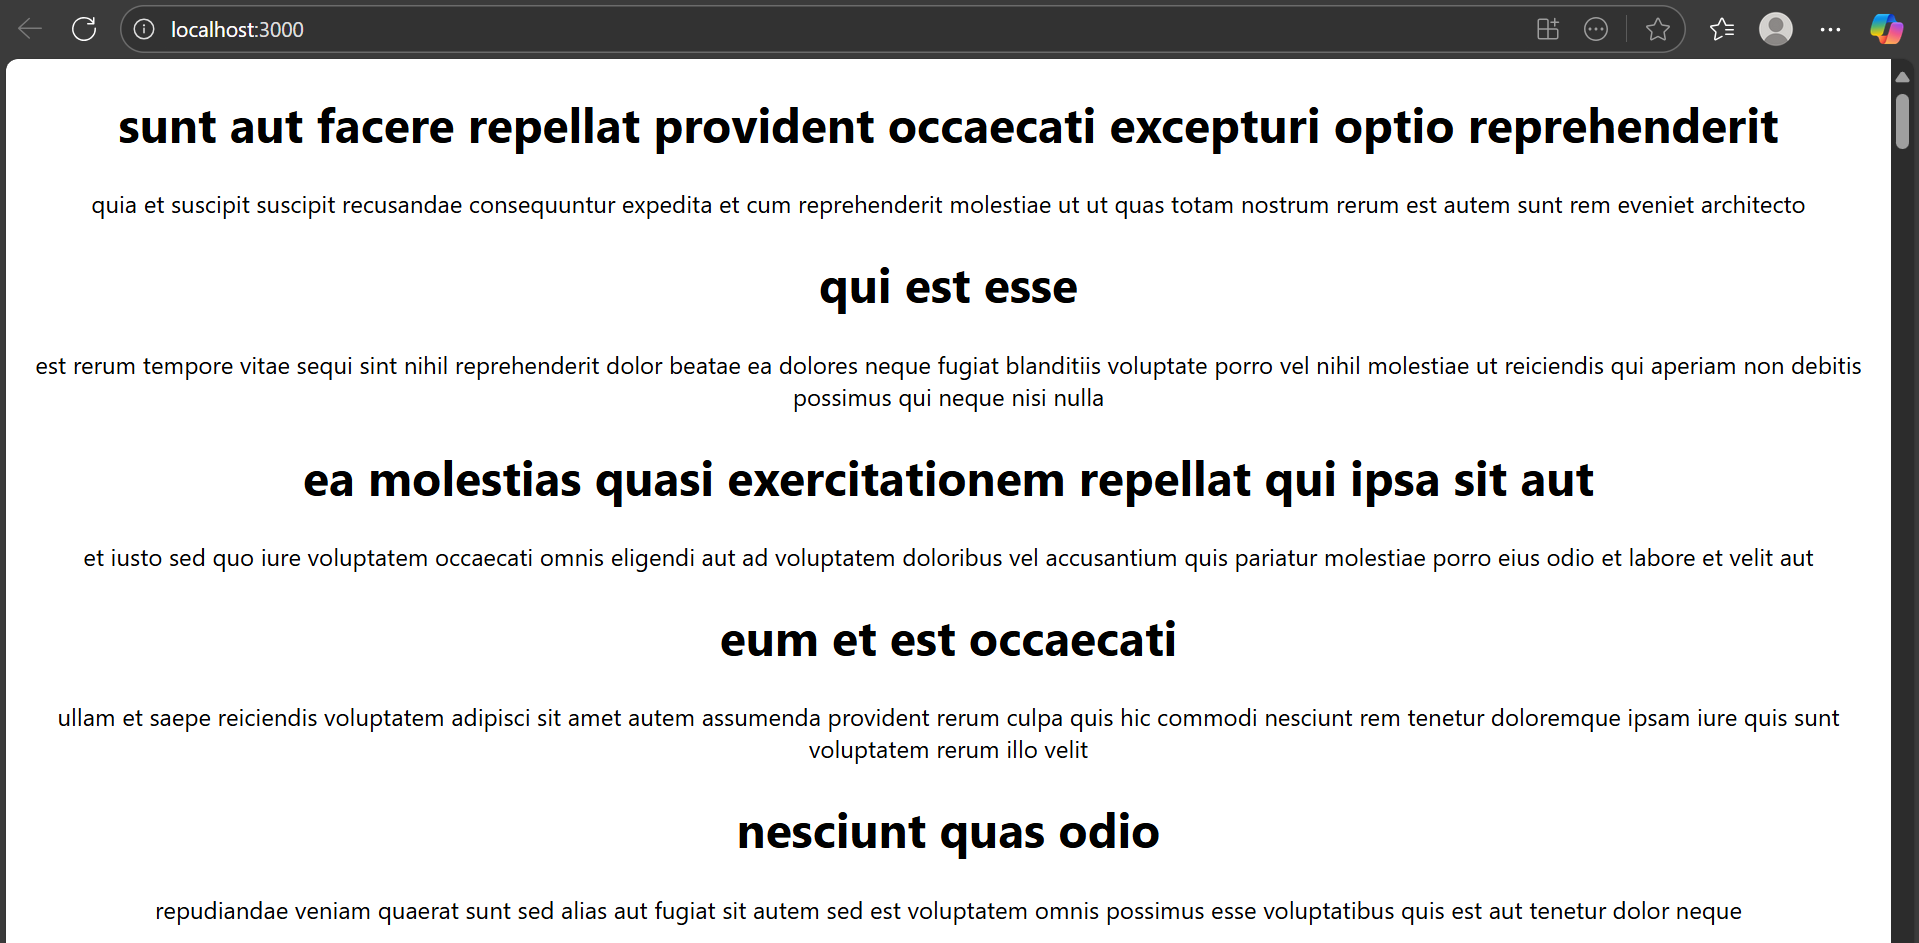 localhost:3000
sunt aut facere repellat provident occaecati excepturi optio reprehenderit
quia et suscipit suscipit recusandae consequuntur expedita et cum reprehenderit molestiae ut ut quas totam nostrum rerum est autem sunt rem eveniet architecto
qui est esse
est rerum tempore vitae sequi sint nihil reprehenderit dolor beatae ea dolores neque fugiat blanditiis voluptate porro vel nihil molestiae ut reiciendis qui aperiam non debitis
possimus qui neque nisi nulla
ea molestias quasi exercitationem repellat qui ipsa sit aut
et iusto sed quo iure voluptatem occaecati omnis eligendi aut ad voluptatem doloribus vel accusantium quis pariatur molestiae porro eius odio et labore et velit aut
eum et est occaecati
ullam et saepe reiciendis voluptatem adipisci sit amet autem assumenda provident rerum culpa quis hic commodi nesciunt rem tenetur doloremque ipsam iure quis sunt
voluptatem rerum illo velit
nesciunt quas odio
repudiandae veniam quaerat sunt sed alias aut fugiat sit autem sed est voluptatem omnis possimus esse voluptatibus quis est aut tenetur dolor neque